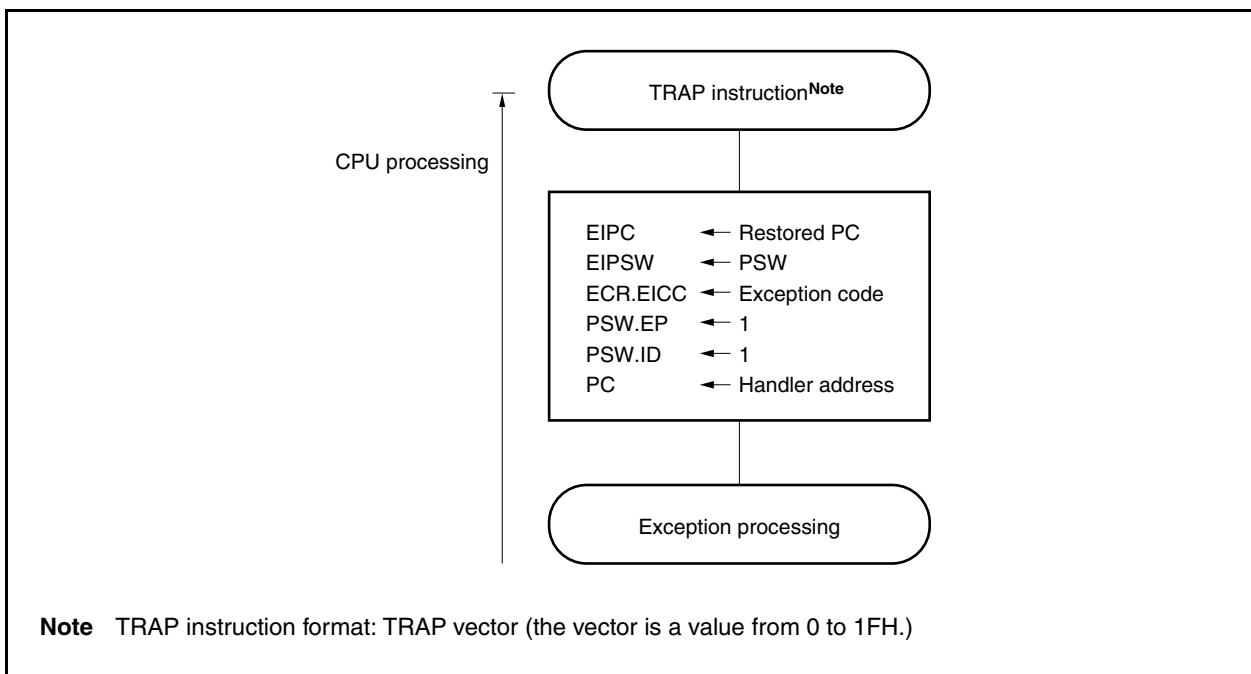 TRAP instructionNote
CPU processing
EIPC ← Restored PC
EIPSW ← PSW
ECR.EICC ← Exception code
PSW.EP ← 1
PSW.ID ← 1
PC ← Handler address
Exception processing
Note TRAP instruction format: TRAP vector (the vector is a value from 0 to 1FH.)